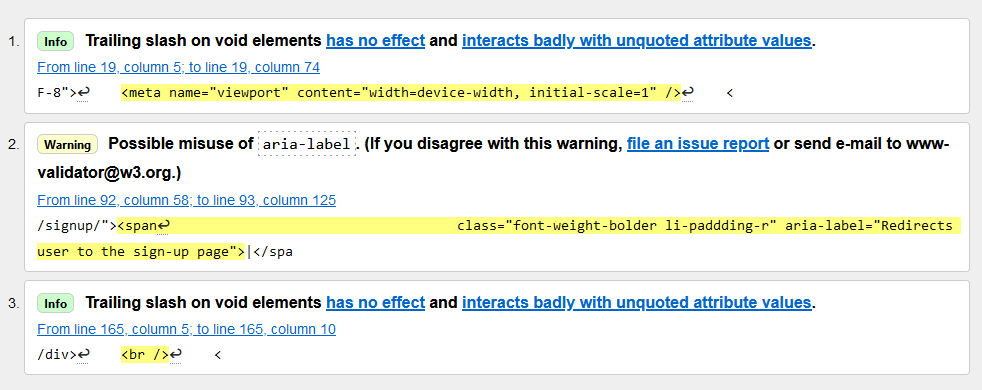 1. Info Trailing slash on void elements has no effect and interacts badly with unquoted attribute values.
From line 19, column 5; to line 19, column 74
F-8">↩    <meta name="viewport" content="width=device-width, initial-scale=1" />↩    <
2. Warning Possible misuse of aria-label. (If you disagree with this warning, file an issue report or send e-mail to www-
validator@w3.org.)
From line 92, column 58; to line 93, column 125
/signup/"><span↩                                   class="font-weight-bolder li-paddding-r" aria-label="Redirects
user to the sign-up page">|</spa
3. Info Trailing slash on void elements has no effect and interacts badly with unquoted attribute values.
From line 165, column 5; to line 165, column 10
/div>↩    <br />↩    <